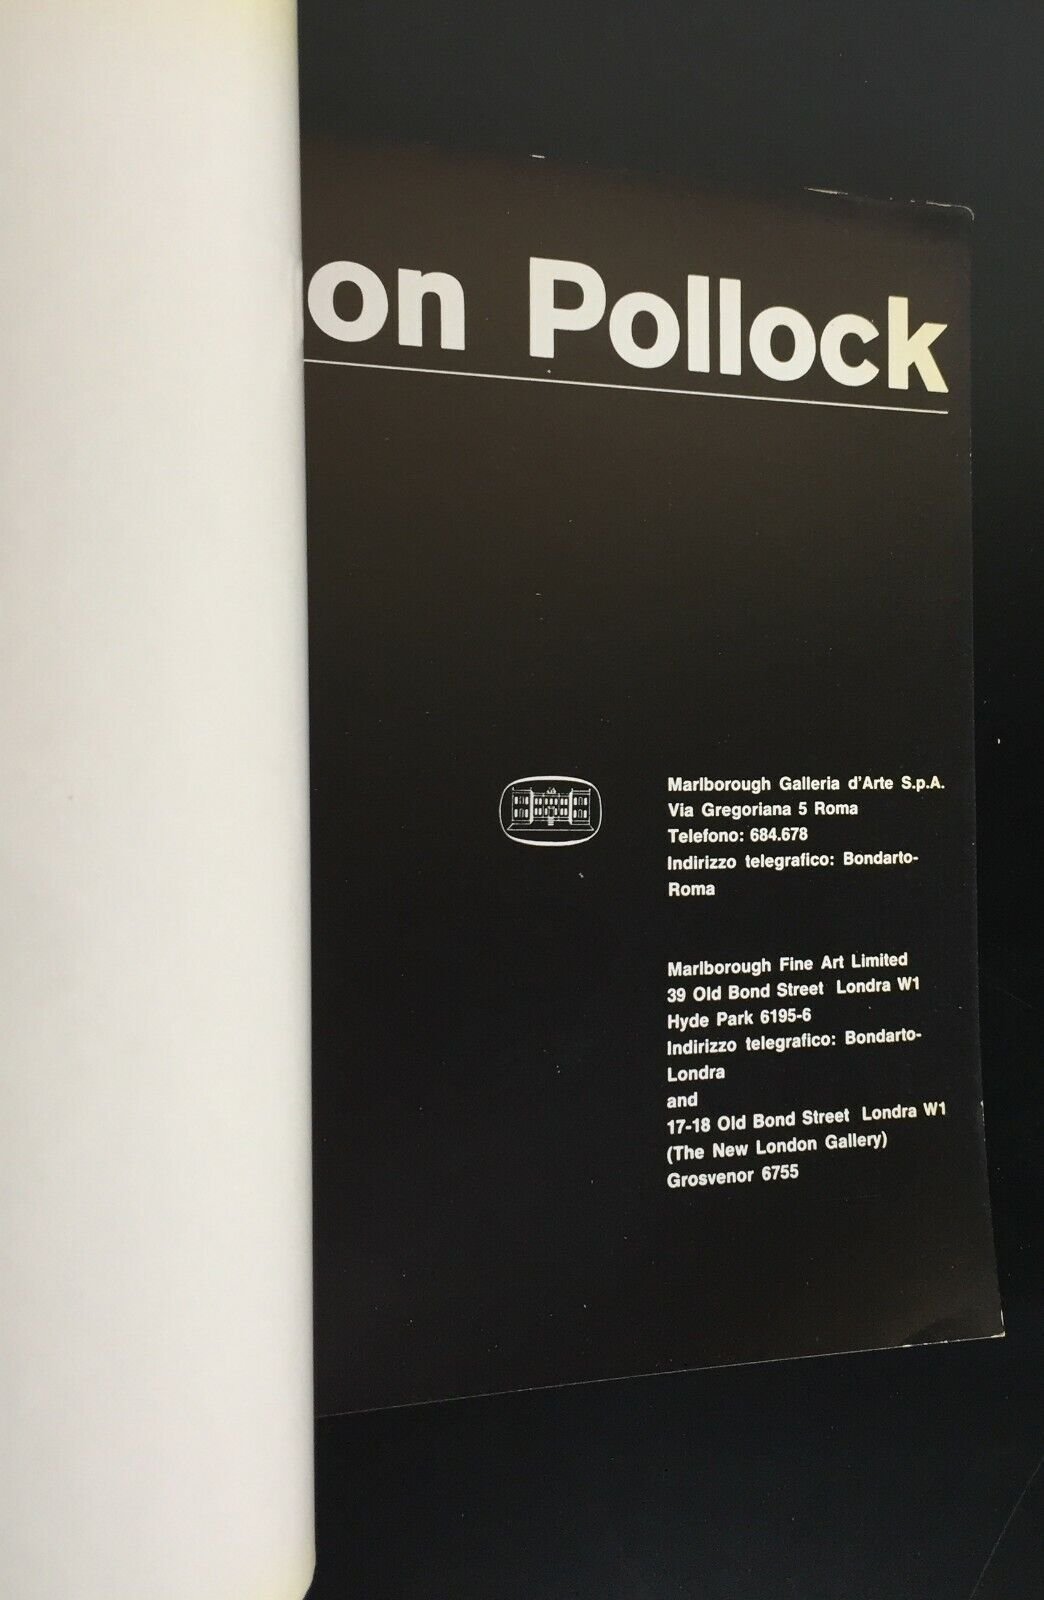 on Pollock
Marlborough Galleria d'Arte S.p.A.
Via Gregoriana 5 Roma
Telefono: 684.678
Indirizzo telegrafico: Bondarto-
Roma
Marlborough Fine Art Limited
39 Old Bond Street Londra W1
Hyde Park 6195-6
Indirizzo telegrafico: Bondarto-
Londra
and
17-18 Old Bond Street Londra W1
(The New London Gallery)
Grosvenor 6755